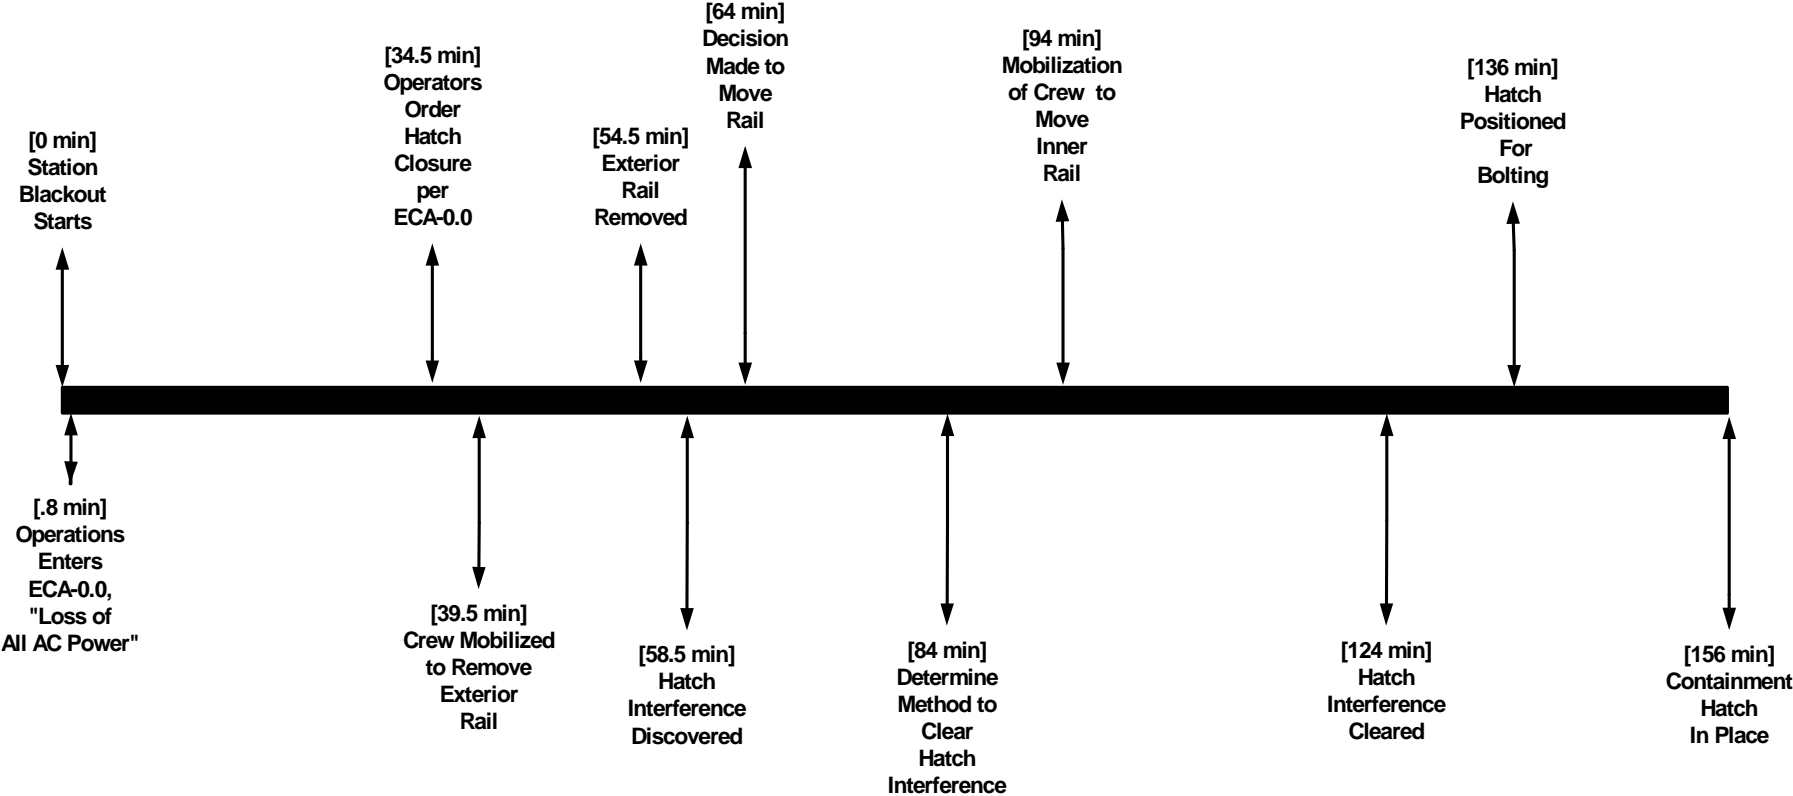 [0 min]
Station
Blackout
Starts
[.8 min]
Operations
Enters
ECA-0.0,
"Loss of
All AC Power"
[34.5 min]
Operators
Order
Hatch
Closure
per
ECA-0.0
[39.5 min]
Crew Mobilized
to Remove
Exterior
Rail
[54.5 min]
Exterior
Rail
Removed
[58.5 min]
Hatch
Interference
Discovered
[64 min]
Decision
Made to
Move
Rail
[84 min]
Determine
Method to
Clear
Hatch
Interference
[94 min]
Mobilization
of Crew to
Move
Inner
Rail
[124 min]
Hatch
Interference
Cleared
[136 min]
Hatch
Positioned
For
Bolting
[156 min]
Containment
Hatch
In Place